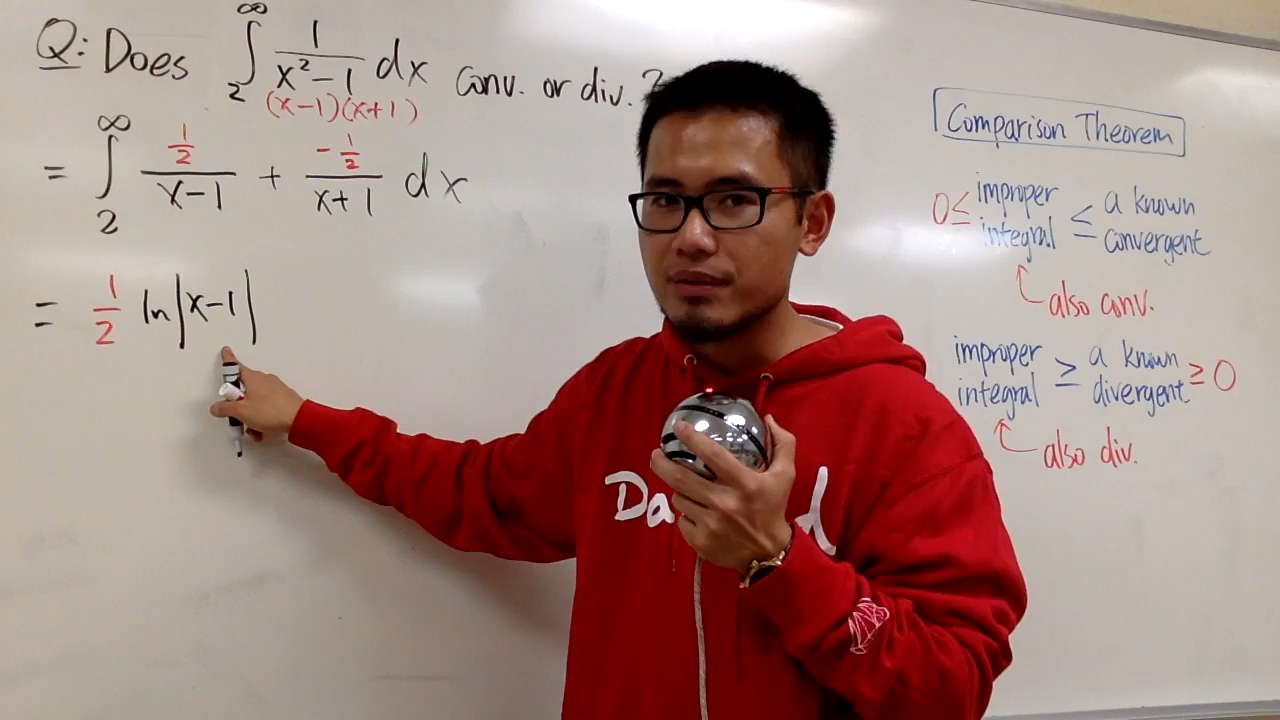 Q: Does ∫₂^∞ 1/(x²-1) dx conv. or div.?
(x-1)(x+1)
= ∫₂^∞ (1/2)/(x-1) + (-1/2)/(x+1) dx
= 1/2 ln|x-1|
Comparison Theorem
0 ≤ improper integral ≤ a known convergent
also conv.
improper integral ≥ a known divergent ≥ 0
also div.